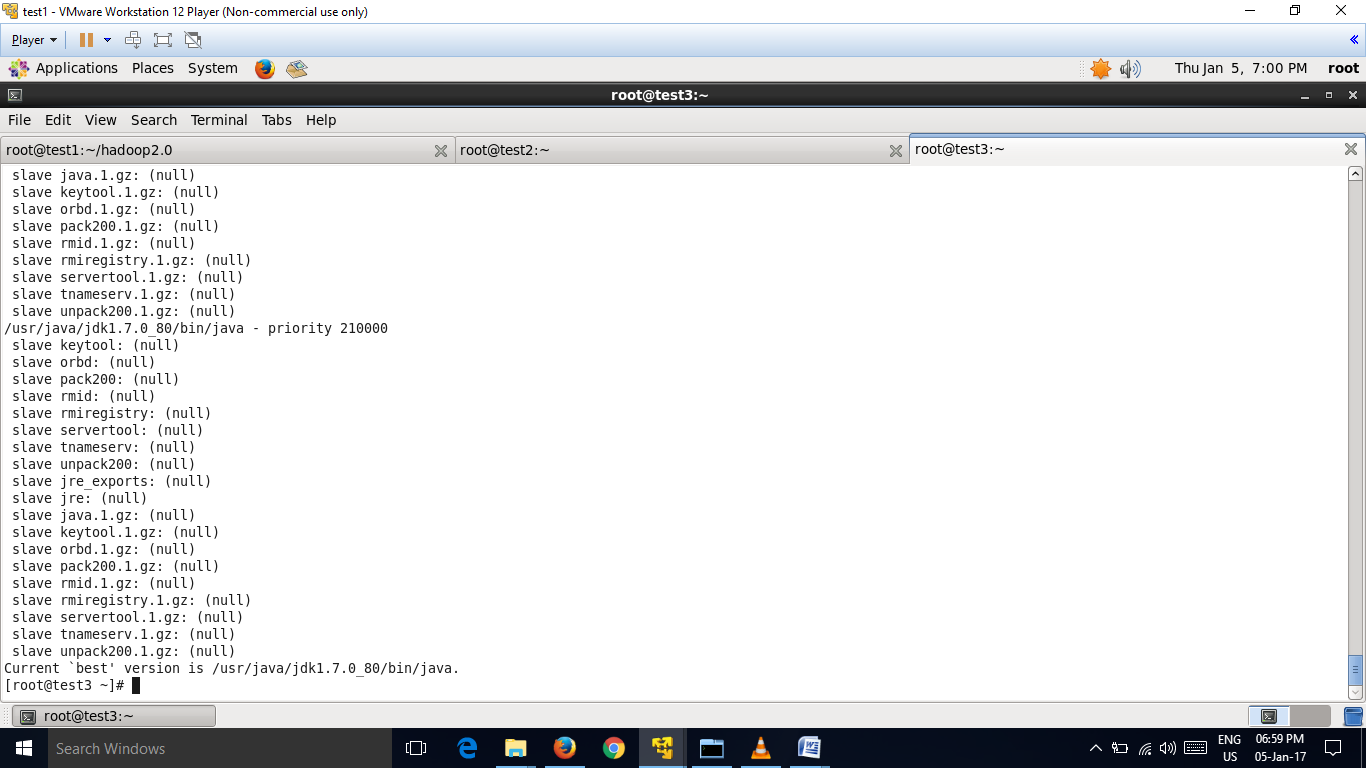 test1 - VMware Workstation 12 Player (Non-commercial use only)
Player
Applications Places System Thu Jan 5, 7:00 PM root
root@test3:~
File Edit View Search Terminal Tabs Help
root@test1:~/hadoop2.0 root@test2:~ root@test3:~
slave java.1.gz: (null)
slave keytool.1.gz: (null)
slave orbd.1.gz: (null)
slave pack200.1.gz: (null)
slave rmid.1.gz: (null)
slave rmiregistry.1.gz: (null)
slave servertool.1.gz: (null)
slave tnameserv.1.gz: (null)
slave unpack200.1.gz: (null)
/usr/java/jdk1.7.0_80/bin/java - priority 210000
slave keytool: (null)
slave orbd: (null)
slave pack200: (null)
slave rmid: (null)
slave rmiregistry: (null)
slave servertool: (null)
slave tnameserv: (null)
slave unpack200: (null)
slave jre_exports: (null)
slave jre: (null)
slave java.1.gz: (null)
slave keytool.1.gz: (null)
slave orbd.1.gz: (null)
slave pack200.1.gz: (null)
slave rmid.1.gz: (null)
slave rmiregistry.1.gz: (null)
slave servertool.1.gz: (null)
slave tnameserv.1.gz: (null)
slave unpack200.1.gz: (null)
Current `best' version is /usr/java/jdk1.7.0_80/bin/java.
[root@test3 ~]#
root@test3:~
Search Windows
ENG 06:59 PM
US 05-Jan-17